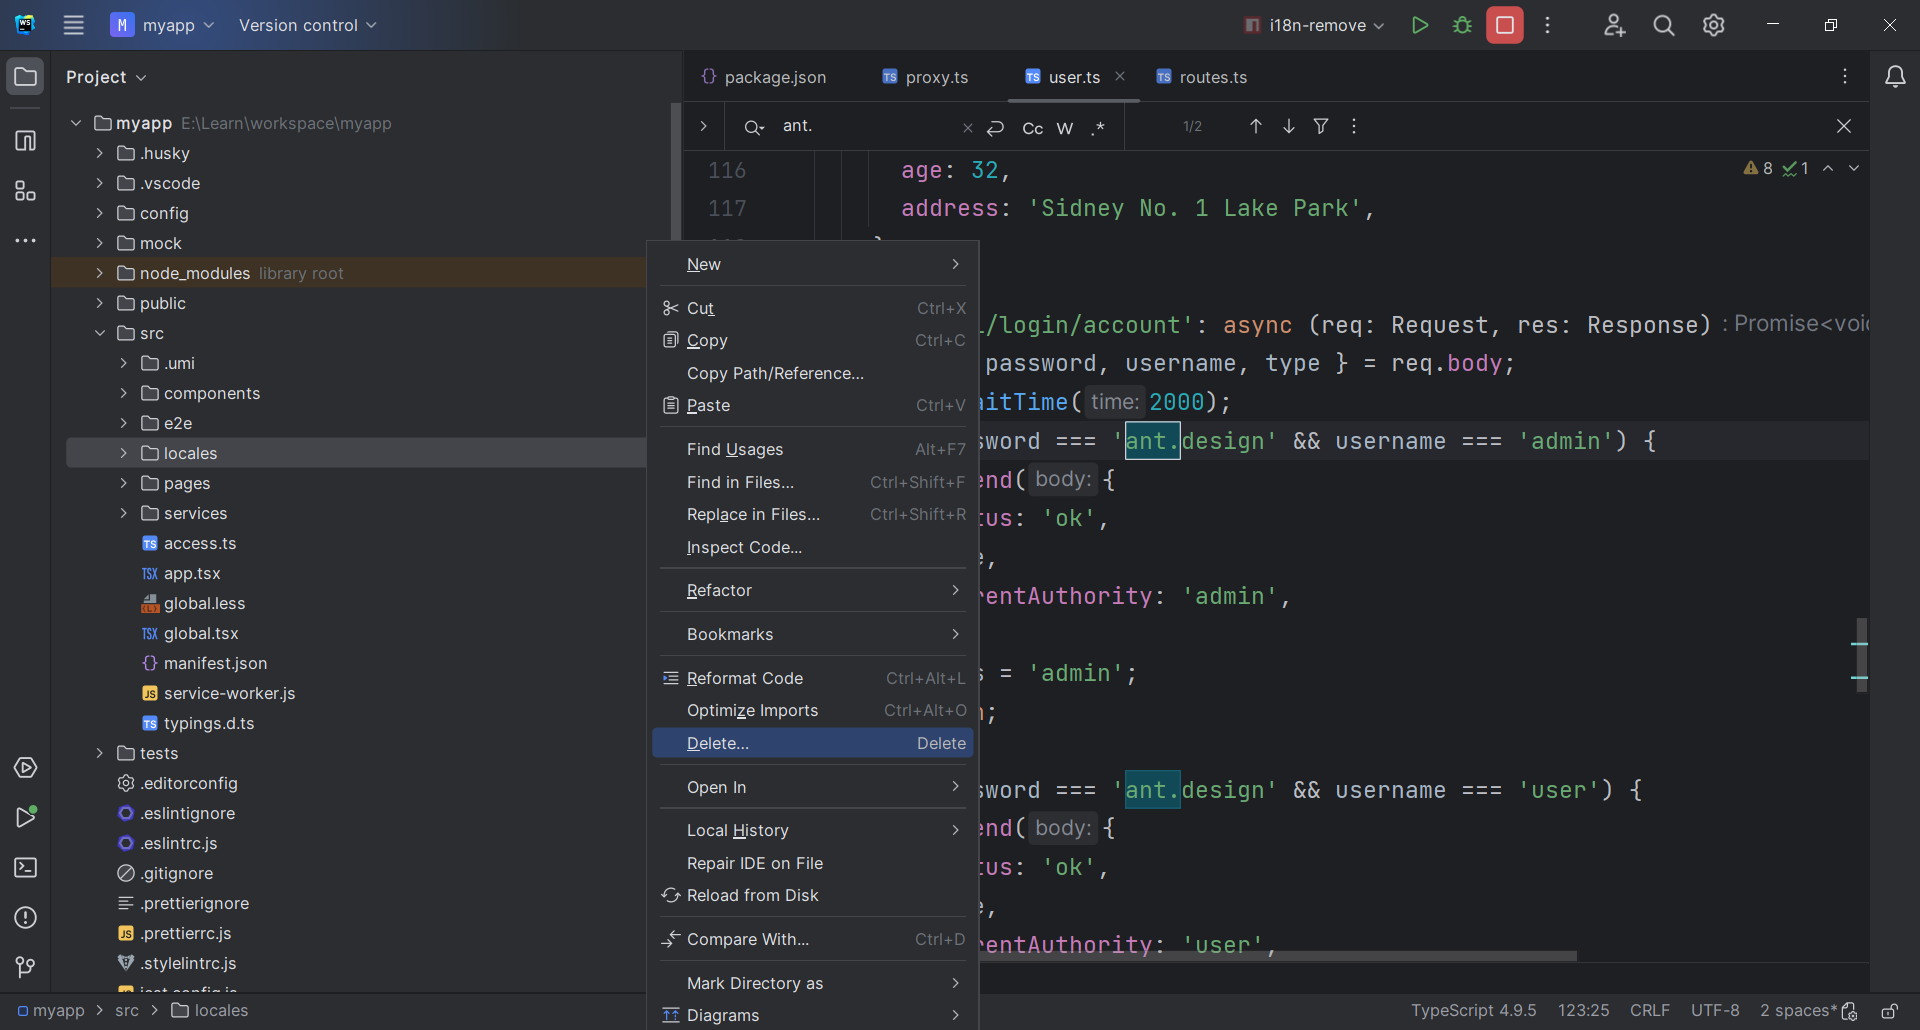 M myapp Version control i18n-remove
Project
package.json proxy.ts user.ts routes.ts
ant. Cc W .* 1/2
myapp E:\Learn\workspace\myapp
.husky
.vscode
config
mock
node_modules library root
public
src
.umi
components
e2e
locales
pages
services
access.ts
app.tsx
global.less
global.tsx
manifest.json
service-worker.js
typings.d.ts
tests
.editorconfig
.eslintignore
.eslintrc.js
.gitignore
.prettierignore
.prettierrc.js
.stylelintrc.js
New
Cut Ctrl+X
Copy Ctrl+C
Copy Path/Reference...
Paste Ctrl+V
Find Usages Alt+F7
Find in Files... Ctrl+Shift+F
Replace in Files... Ctrl+Shift+R
Inspect Code...
Refactor
Bookmarks
Reformat Code Ctrl+Alt+L
Optimize Imports Ctrl+Alt+O
Delete... Delete
Open In
Local History
Repair IDE on File
Reload from Disk
Compare With... Ctrl+D
Mark Directory as
Diagrams
116 age: 32, 8 1
117 address: 'Sidney No. 1 Lake Park',
/login/account': async (req: Request, res: Response) : Promise<voi
password, username, type } = req.body;
aitTime( time: 2000);
sword === 'ant.design' && username === 'admin') {
end( body: {
tus: 'ok',
,
rentAuthority: 'admin',
s = 'admin';
;
sword === 'ant.design' && username === 'user') {
end( body: {
tus: 'ok',
,
rentAuthority: 'user',
myapp > src > locales TypeScript 4.9.5 123:25 CRLF UTF-8 2 spaces*